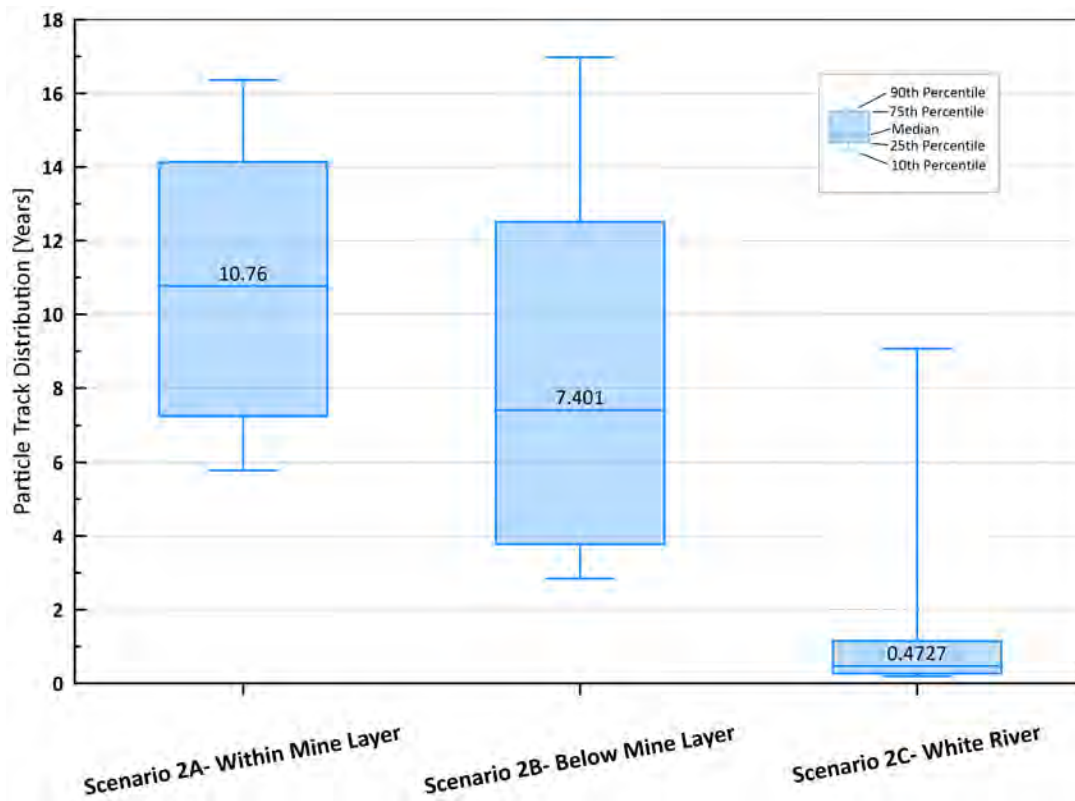 18
16
14
12
10
8
6
4
2
0
Particle Track Distribution [Years]
90th Percentile
75th Percentile
Median
25th Percentile
10th Percentile
10.76
7.401
0.4727
Scenario 2A- Within Mine Layer
Scenario 2B- Below Mine Layer
Scenario 2C- White River